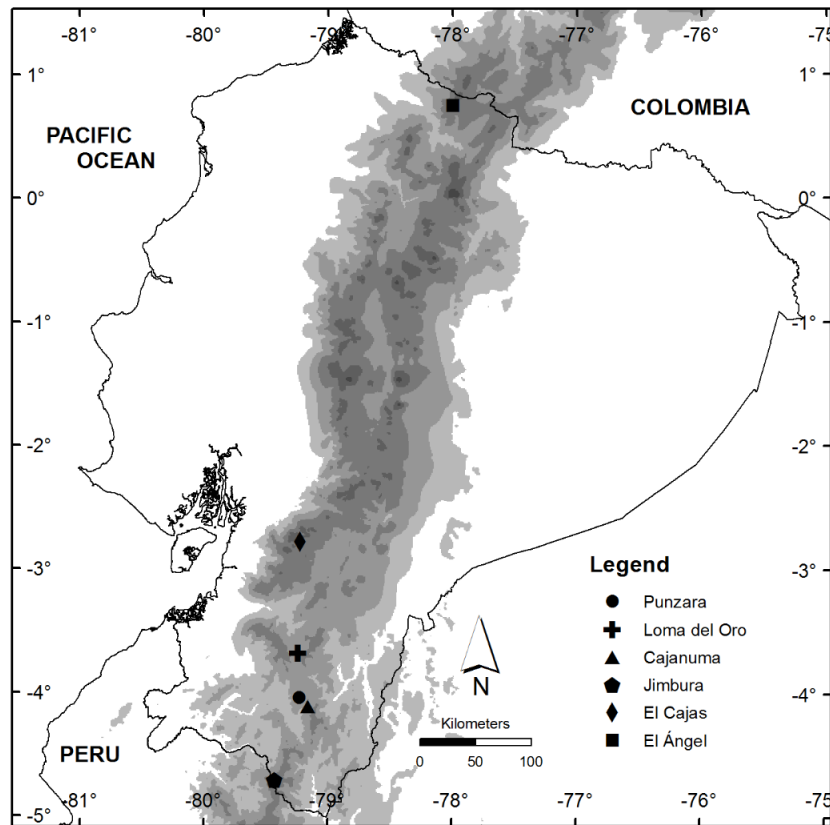 -81° -80° -79° -78° -77° -76° -75
1° 1°
COLOMBIA
PACIFIC
OCEAN
0° 0°
-1° -1°
-2° -2°
-3° -3°
Legend
Punzara
Loma del Oro
Cajanuma
Jimbura
El Cajas
El Ángel
N
Kilometers
0 50 100
-4° -4°
PERU
-5° -5°
-81° -80° -79° -78° -77° -76° -75